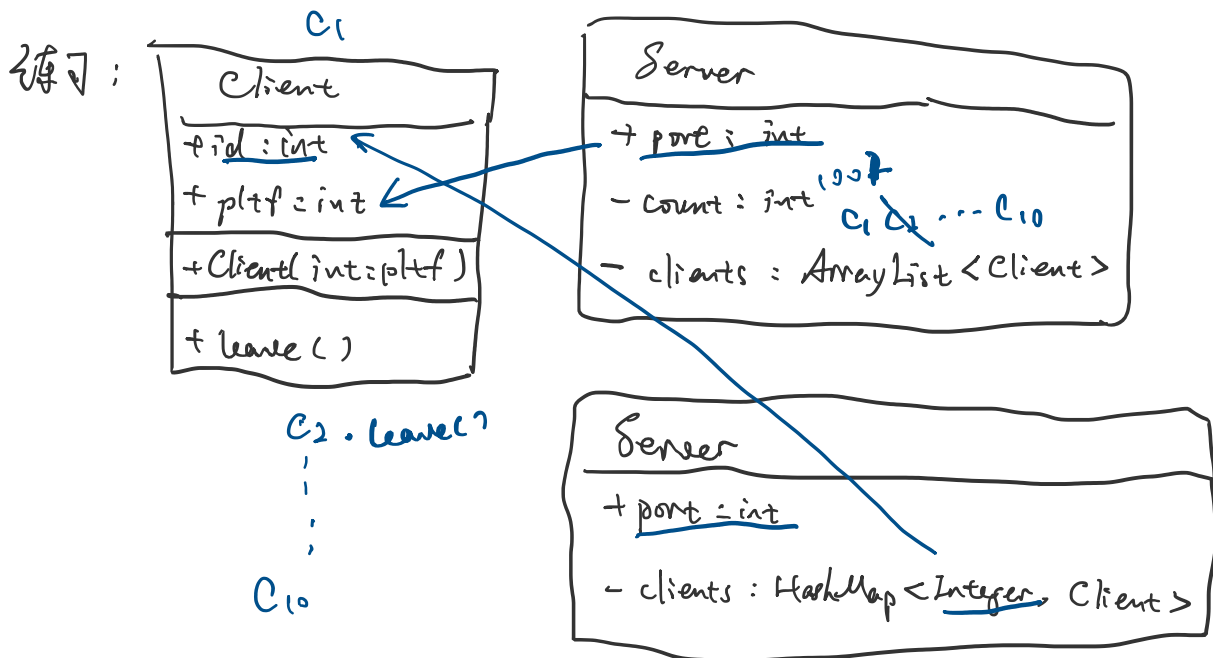 练习：
C1
Client
+ id : int
+ pltf : int
+ Client( int : pltf )
+ leave ( )
C2 . leave()
C10
Server
+ port : int
- count : int
C1 C2 ... C10
- clients : ArrayList <Client>
Server
+ port : int
- clients : HashMap <Integer, Client>